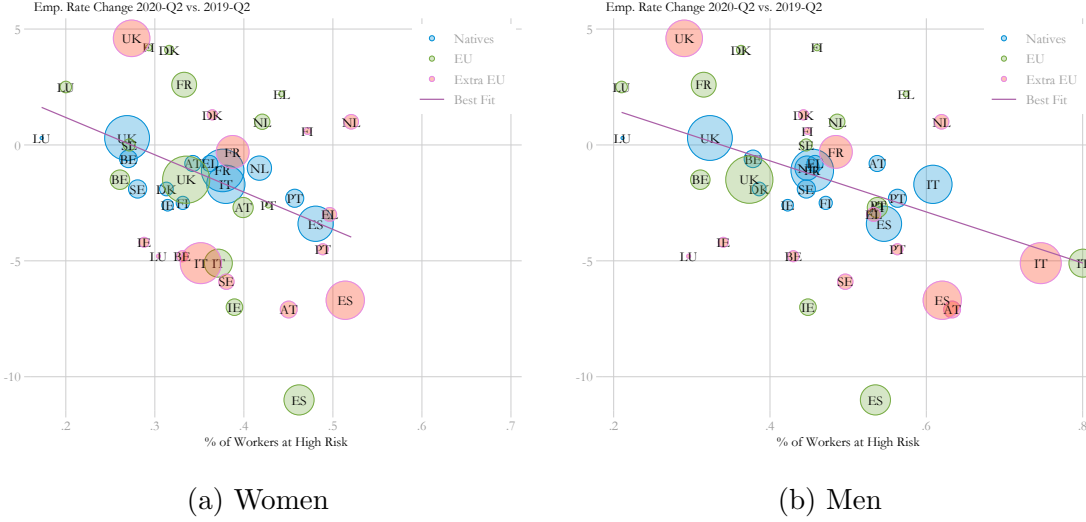 Emp. Rate Change 2020-Q2 vs. 2019-Q2
5
0
-5
-10
.2
.3
.4
.5
.6
.7
% of Workers at High Risk
Natives
EU
Extra EU
Best Fit
UK
FI
DK
LU
FR
EL
DK
NL
NL
FI
LU
UK
EU
BE
AT
EL
FR
FR
NL
BE
SE
DK
UK
IT
IE
FI
AT
PT
PT
EL
ES
IE
LU
BE
IT
IT
SE
PT
IE
AT
ES
ES
(a) Women
Emp. Rate Change 2020-Q2 vs. 2019-Q2
.2
.4
.6
.8
% of Workers at High Risk
Natives
EU
Extra EU
Best Fit
UK
DK
FI
LU
FR
EL
DK
NL
NL
LU
UK
FI
SE
FR
BE
EL
AT
BE
UK
DK
SE
IT
IE
FI
PT
PT
EL
ES
IE
LU
BE
PT
IT
IT
SE
IE
ES
AT
ES
(b) Men